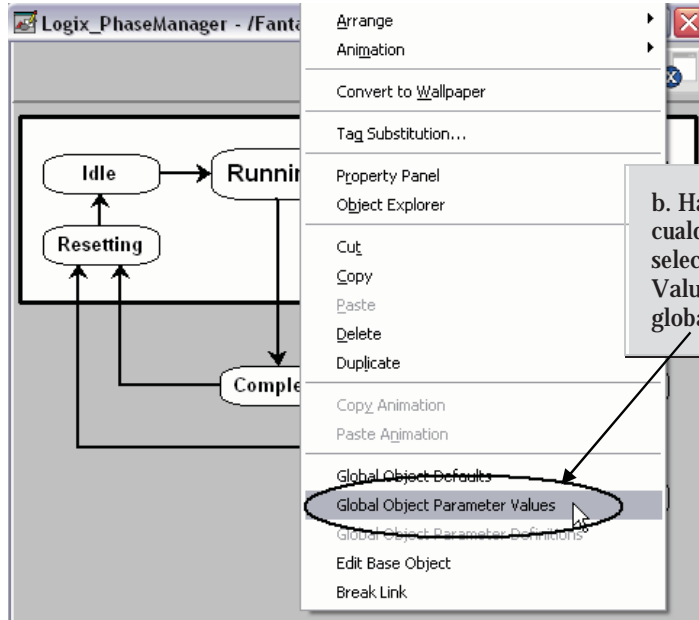 Logix_PhaseManager - /Fanta
Arrange
Animation
Convert to Wallpaper
Tag Substitution...
Property Panel
Object Explorer
Cut
Copy
Paste
Delete
Duplicate
Copy Animation
Paste Animation
Global Object Defaults
Global Object Parameter Values
Global Object Parameter Definitions
Edit Base Object
Break Link
Idle
Runnin
Resetting
Comple
b. Ha
cualq
selec
Valu
globa